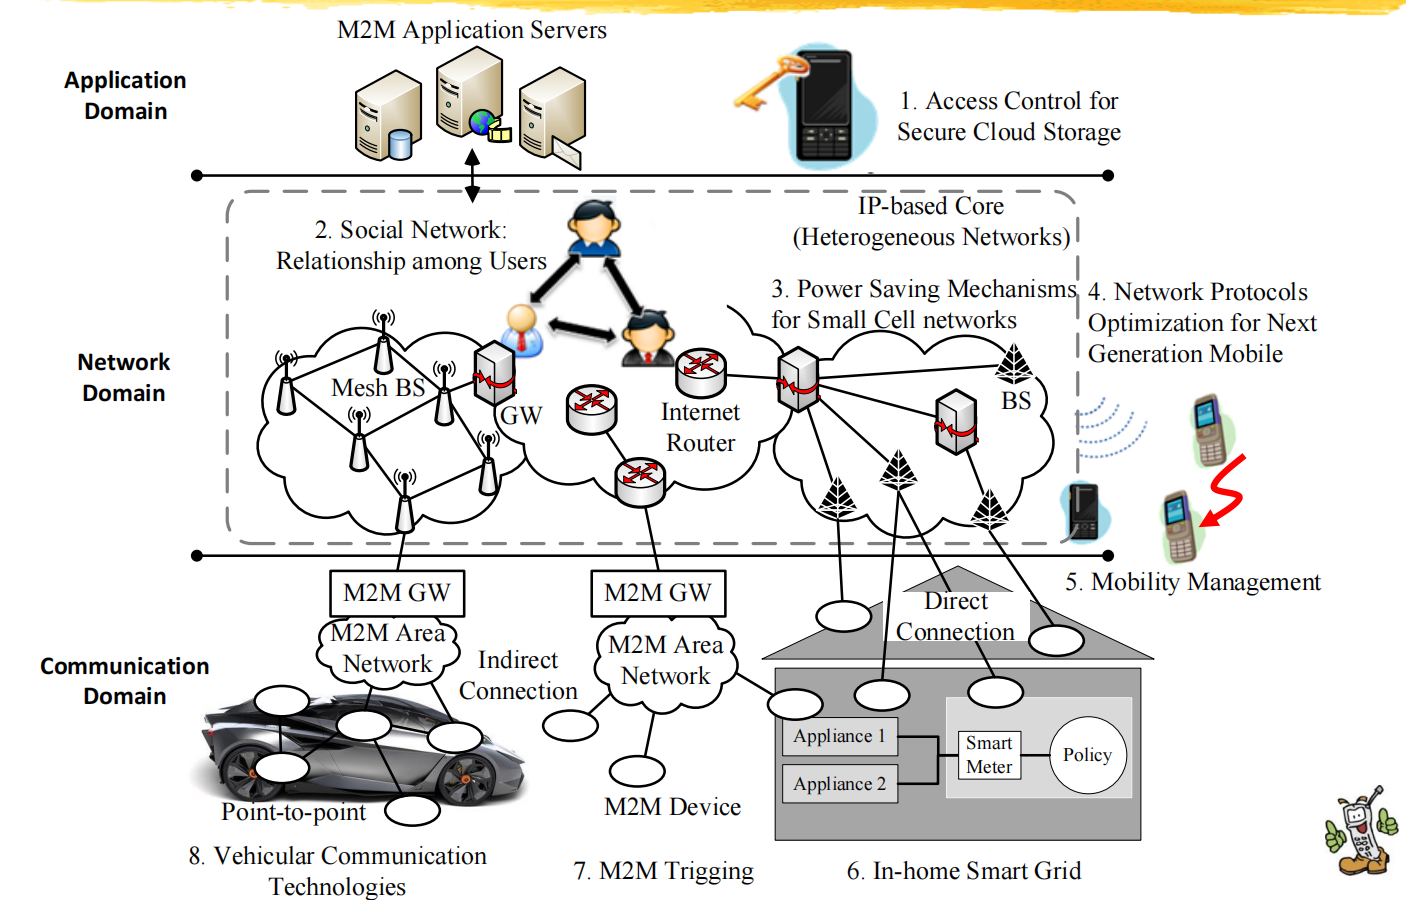 M2M Application Servers
Application
Domain
1. Access Control for
Secure Cloud Storage
IP-based Core
(Heterogeneous Networks)
2. Social Network:
Relationship among Users
3. Power Saving Mechanisms
for Small Cell networks
4. Network Protocols
Optimization for Next
Generation Mobile
Network
Domain
Mesh BS
GW
Internet
Router
BS
5. Mobility Management
M2M GW
M2M GW
Direct
Connection
M2M Area
Network
M2M Area
Network
Indirect
Connection
Communication
Domain
Appliance 1
Appliance 2
Smart
Meter
Policy
Point-to-point
M2M Device
8. Vehicular Communication
Technologies
7. M2M Trigging
6. In-home Smart Grid